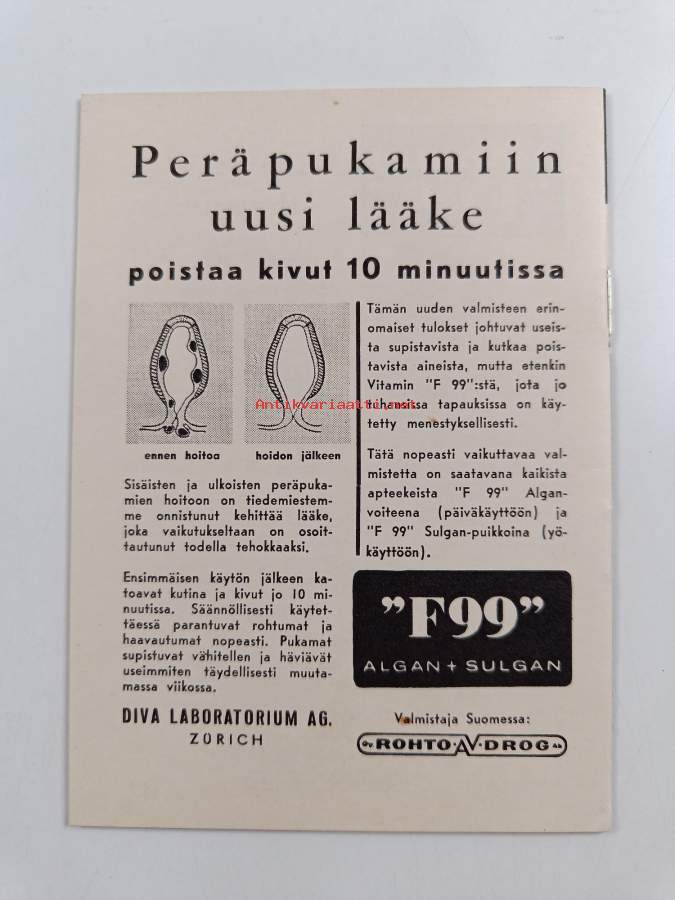 Peräpukamiin
uusi lääke
poistaa kivut 10 minuutissa
ennen hoitoa
hoidon jälkeen
Sisäisten ja ulkoisten peräpuka-
mien hoitoon on tiedemiestem-
me onnistunut kehittää lääke,
joka vaikutukseltaan on osoit-
tautunut todella tehokkaaksi.
Ensimmäisen käytön jälkeen ka-
toavat kutina ja kivut jo 10 mi-
nuutissa. Säännöllisesti käytet-
täessä parantuvat rohtumat ja
haavautumat nopeasti. Pukamat
supistuvat vähitellen ja häviävät
useimmiten täydellisesti muuta-
massa viikossa.
DIVA LABORATORIUM AG.
ZÜRICH
Tämän uuden valmisteen erin-
omaiset tulokset johtuvat useis-
ta supistavista ja kutkaa pois-
tavista aineista, mutta etenkin
Vitamin "F 99":stä, jota jo
tuhansissa tapauksissa on käy-
tetty menestyksellisesti.
Tätä nopeasti vaikuttavaa val-
mistetta on saatavana kaikista
apteekeista "F 99" Algan-
voiteena (päiväkäyttöön) ja
"F 99" Sulgan-puikkoina (yö-
käyttöön).
"F99"
ALGAN + SULGAN
Valmistaja Suomessa:
Oy ROHTO AV DROG Ab
Antikvariaatti.net